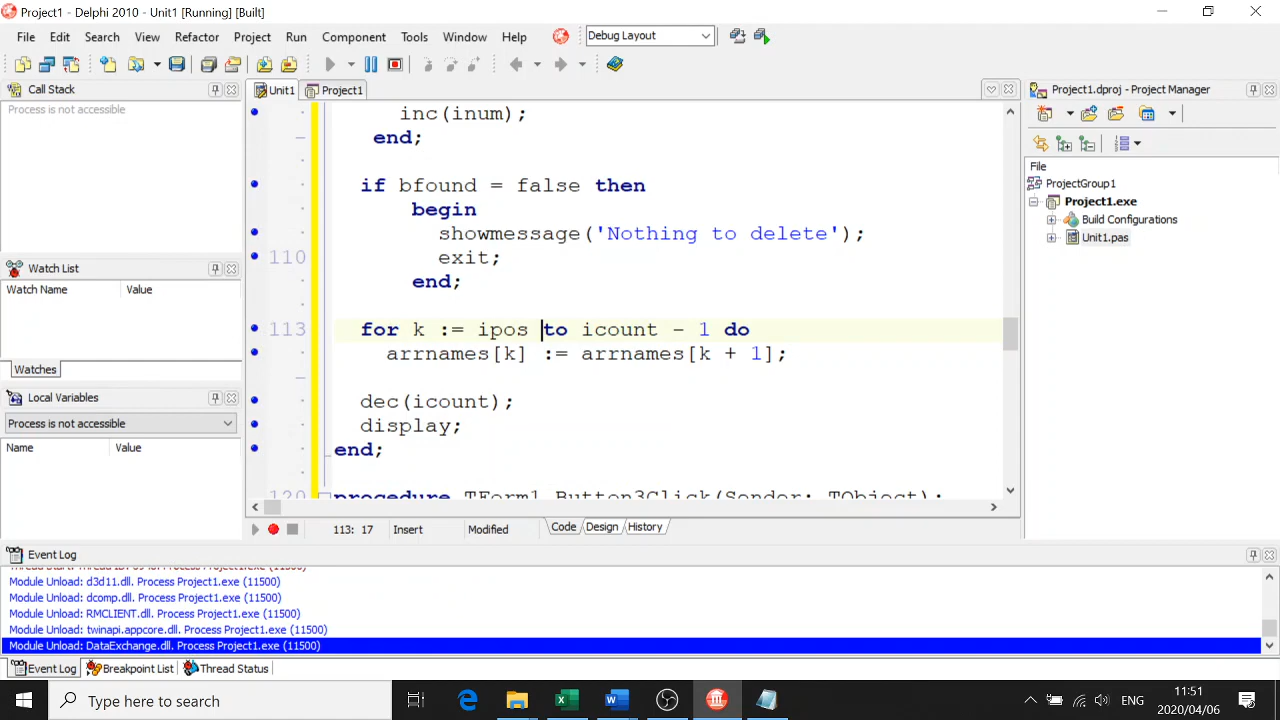 Project1 - Delphi 2010 - Unit1 [Running] [Built]
File Edit Search View Refactor Project Run Component Tools Window Help Debug Layout
Call Stack
Process is not accessible
Unit1 Project1
Project1.dproj - Project Manager
inc(inum);
end;
if bfound = false then
begin
showmessage('Nothing to delete');
110 exit;
end;
113 for k := ipos to icount - 1 do
arrnames[k] := arrnames[k + 1];
dec(icount);
display;
end;
120 procedure TForm1.Button3Click(Sender: TObject);
File
ProjectGroup1
Project1.exe
Build Configurations
Unit1.pas
Watch List
Watch Name Value
Watches
Local Variables
Process is not accessible
Name Value
113: 17 Insert Modified Code Design History
Event Log
Module Unload: d3d11.dll. Process Project1.exe (11500)
Module Unload: dcomp.dll. Process Project1.exe (11500)
Module Unload: RMCLIENT.dll. Process Project1.exe (11500)
Module Unload: twinapi.appcore.dll. Process Project1.exe (11500)
Module Unload: DataExchange.dll. Process Project1.exe (11500)
Event Log Breakpoint List Thread Status
Type here to search
ENG
11:51
2020/04/06